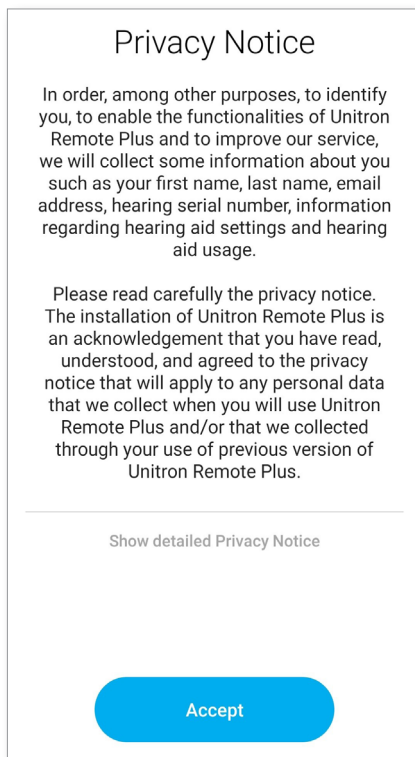 Privacy Notice
In order, among other purposes, to identify
you, to enable the functionalities of Unitron
Remote Plus and to improve our service,
we will collect some information about you
such as your first name, last name, email
address, hearing serial number, information
regarding hearing aid settings and hearing
aid usage.
Please read carefully the privacy notice.
The installation of Unitron Remote Plus is
an acknowledgement that you have read,
understood, and agreed to the privacy
notice that will apply to any personal data
that we collect when you will use Unitron
Remote Plus and/or that we collected
through your use of previous version of
Unitron Remote Plus.
Show detailed Privacy Notice
Accept